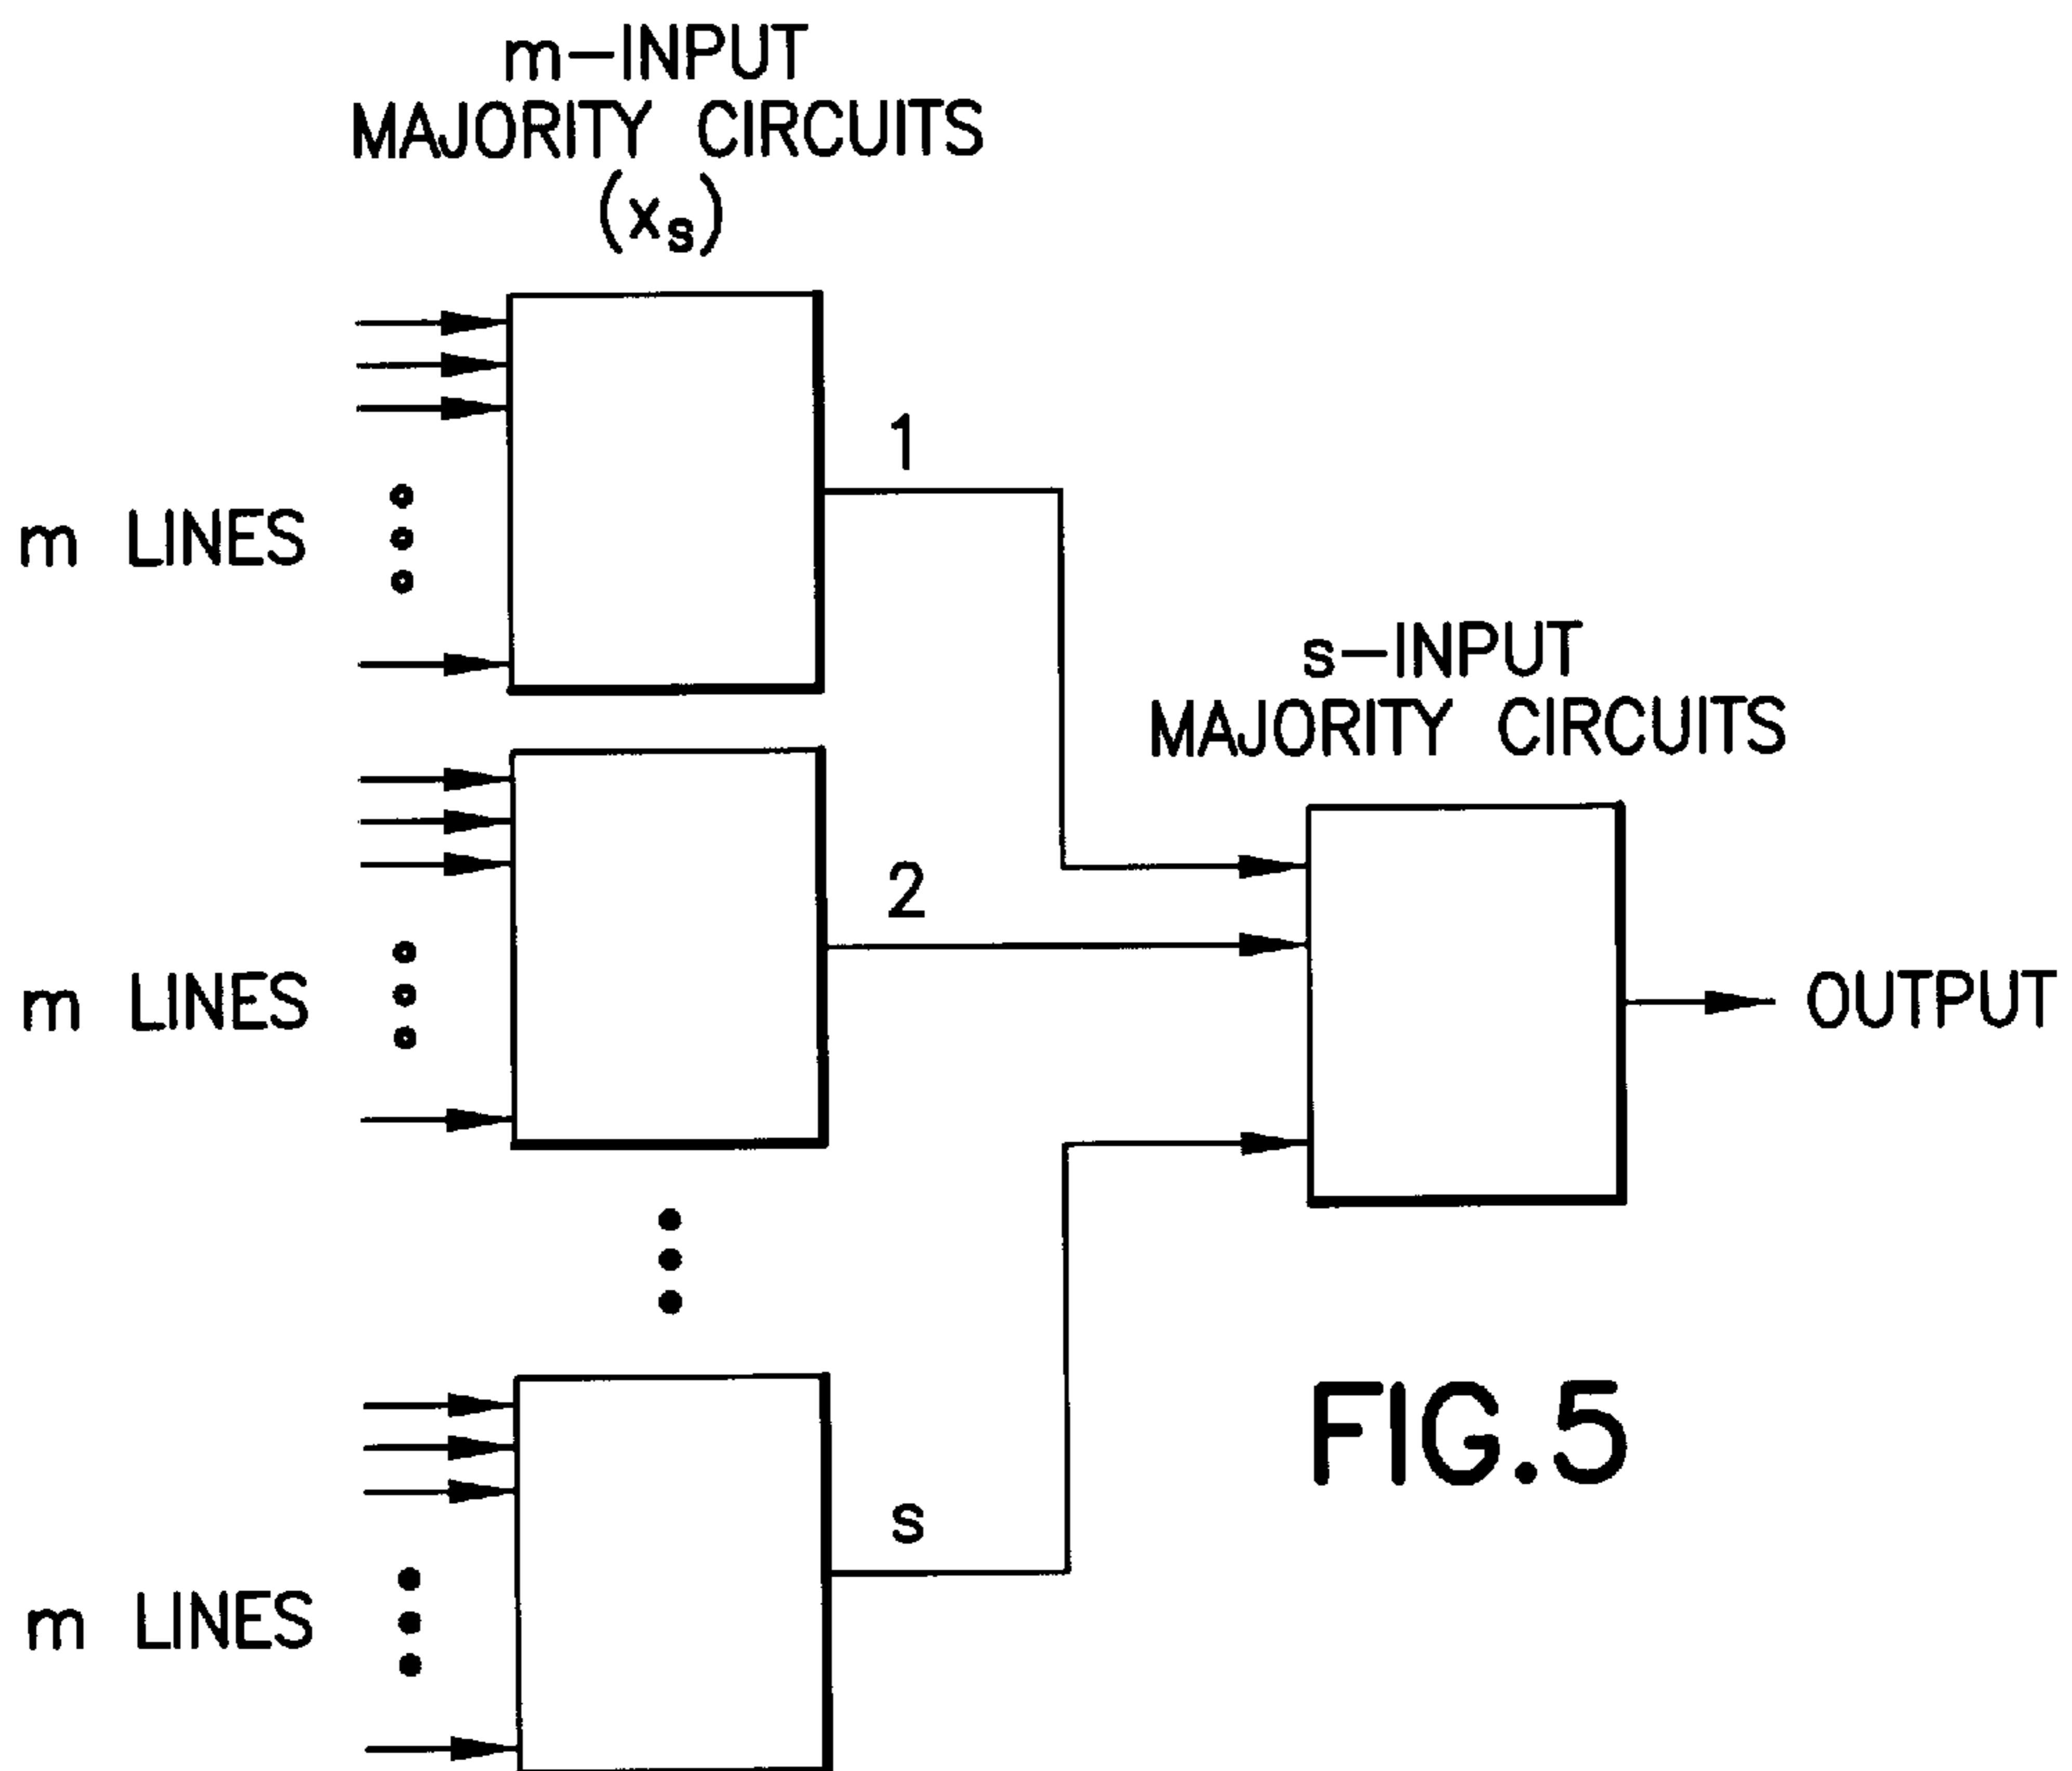 m-INPUT
MAJORITY CIRCUITS
(xs)
1
m LINES
s-INPUT
MAJORITY CIRCUITS
2
m LINES
OUTPUT
FIG.5
s
m LINES